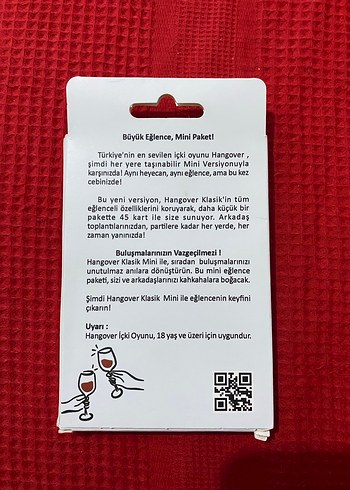 Büyük Eğlence, Mini Paket!
Türkiye'nin en sevilen içki oyunu Hangover ,
şimdi her yere taşınabilir Mini Versiyonuyla
karşınızda! Aynı heyecan, aynı eğlence, ama bu kez
cebinizde!
Bu yeni versiyon, Hangover Klasik'in tüm
eğlenceli özelliklerini koruyarak, daha küçük bir
pakette 45 kart ile size sunuyor. Arkadaş
toplantılarınızdan, partilere kadar her yerde, her
zaman yanınızda!
Buluşmalarınızın Vazgeçilmezi !
Hangover Klasik Mini ile, sıradan buluşmalarınızı
unutulmaz anılara dönüştürün. Bu mini eğlence
paketi, sizi ve arkadaşlarınızı kahkahalara boğacak.
Şimdi Hangover Klasik Mini ile eğlencenin keyfini
çıkarın!
Uyarı :
Hangover İçki Oyunu, 18 yaş ve üzeri için uygundur.